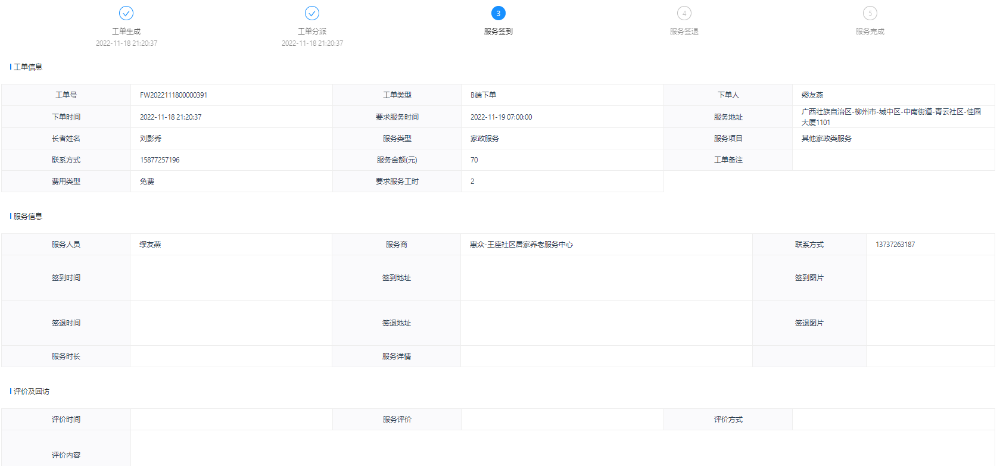 3
4
5
工单生成
工单分派
服务签到
服务签退
服务完成
2022-11-18 21:20:37
2022-11-18 21:20:37
工单信息
工单号
FW2022111800000391
工单类型
B端下单
下单人
缪友燕
下单时间
2022-11-18 21:20:37
要求服务时间
2022-11-19 07:00:00
服务地址
广西壮族自治区-柳州市-城中区-中南街道-青云社区-佳园
大厦1101
长者姓名
刘影秀
服务类型
家政服务
服务项目
其他家政类服务
联系方式
15877257196
服务金额(元)
70
工单备注
费用类型
免费
要求服务工时
2
服务信息
服务人员
缪友燕
服务商
惠众-王座社区居家养老服务中心
联系方式
13737263187
签到时间
签到地址
签到图片
签退时间
签退地址
签退图片
服务时长
服务详情
评价及回访
评价时间
服务评价
评价方式
评价内容